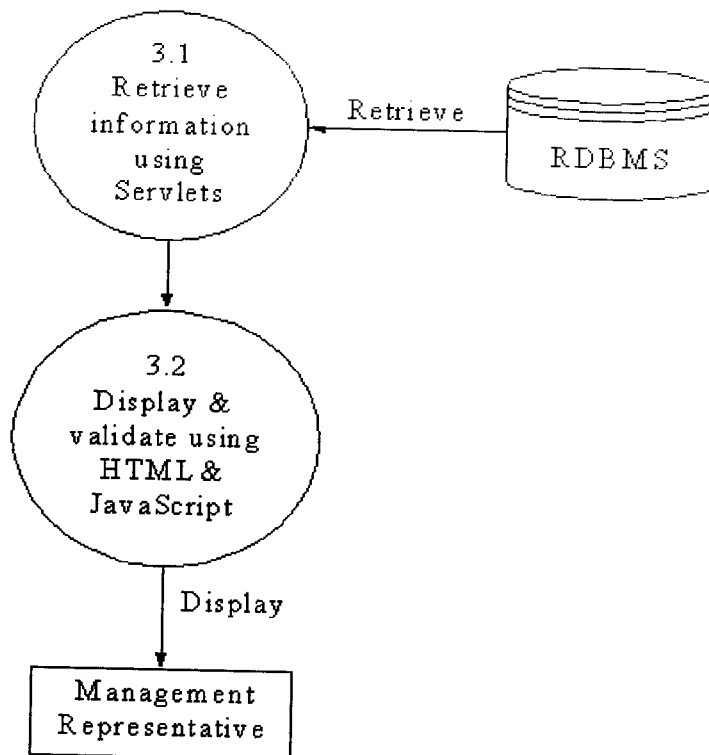 3.1
Retrieve
information
using
Servlets
Retrieve
RDBMS
3.2
Display &
validate using
HTML &
JavaScript
Display
Management
Representative